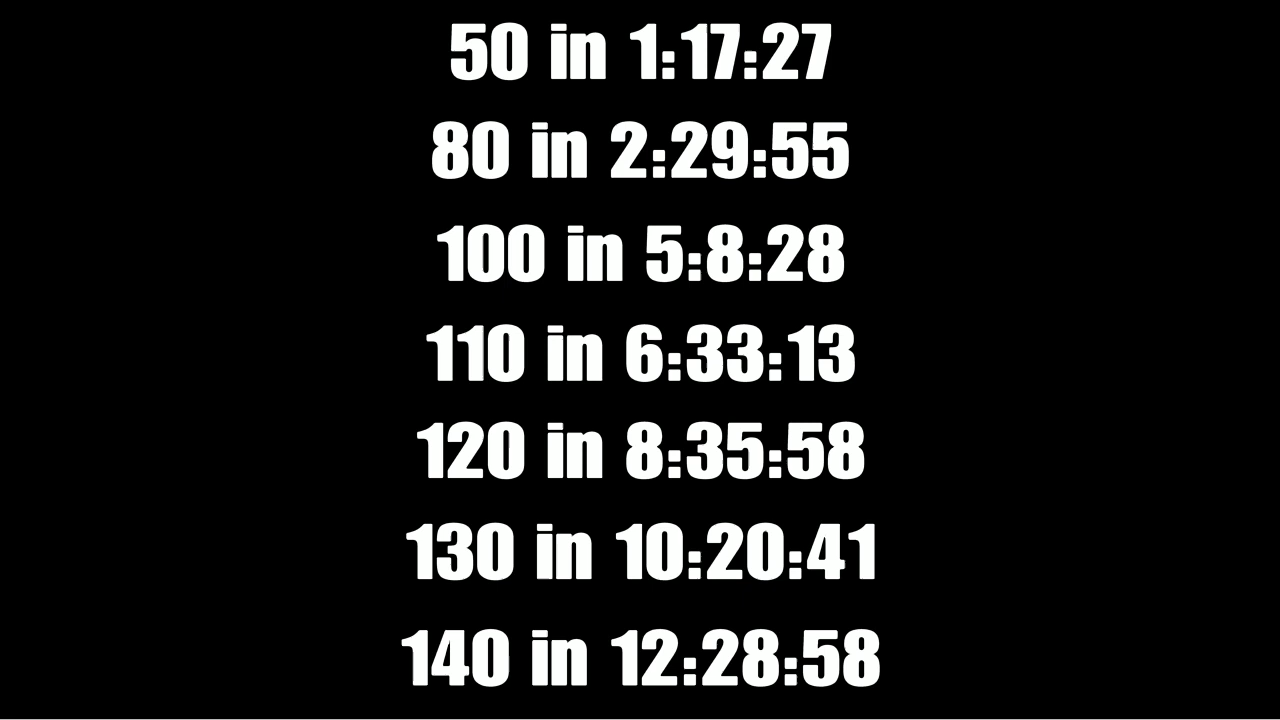 50 in 1:17:27
80 in 2:29:55
100 in 5:8:28
110 in 6:33:13
120 in 8:35:58
130 in 10:20:41
140 in 12:28:58